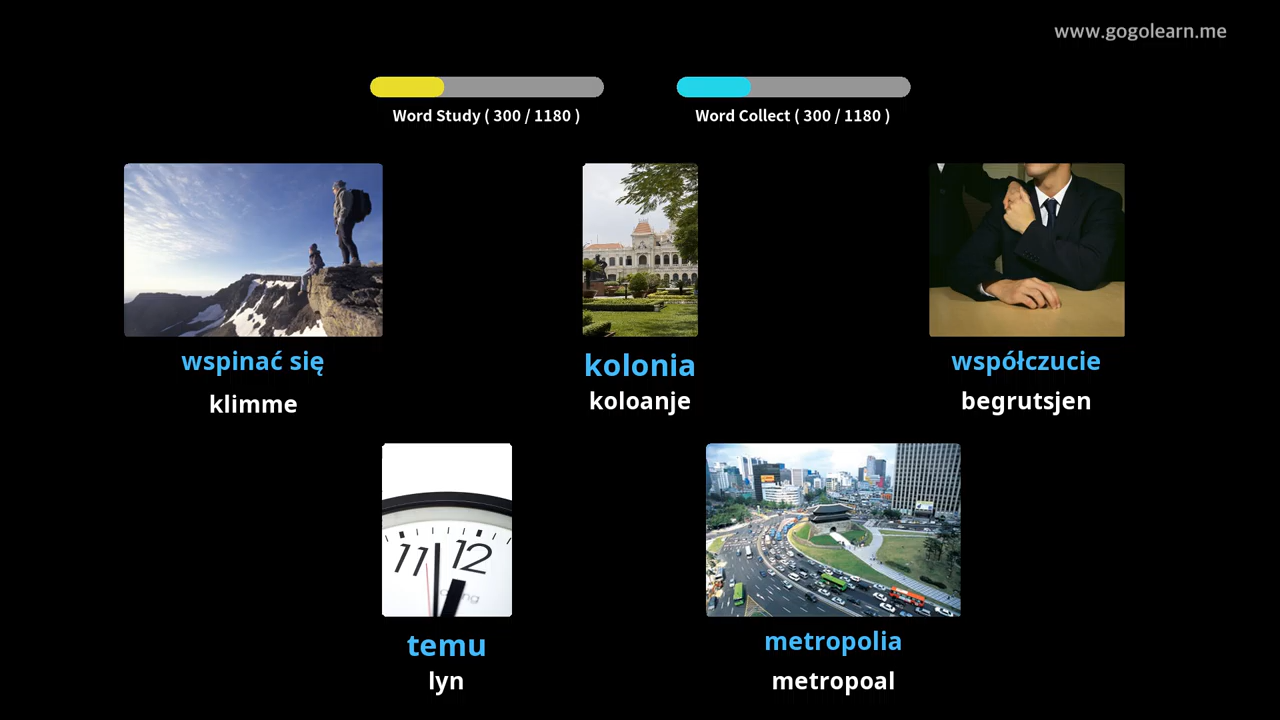 www.gogolearn.me
Word Study ( 300 / 1180 )
Word Collect ( 300 / 1180 )
wspinać się
klimme
kolonia
koloanje
współczucie
begrutsjen
11 12
temu
lyn
metropolia
metropoal